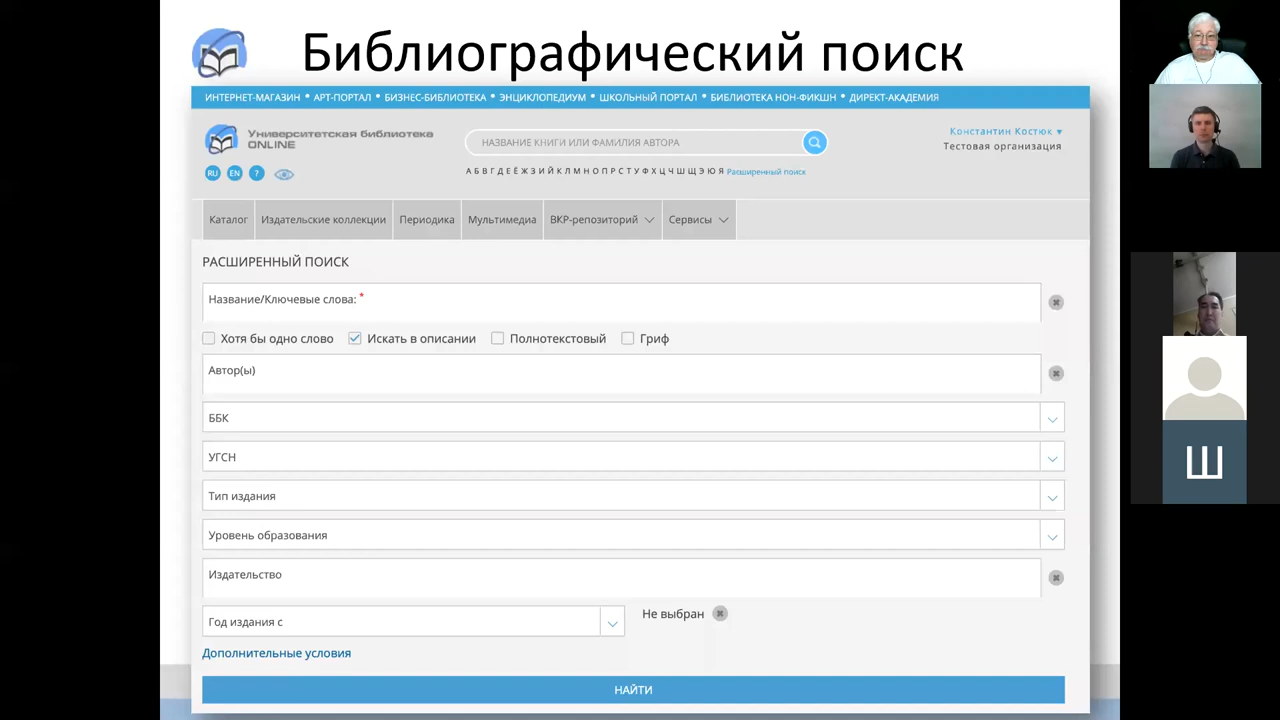 Библиографический поиск
ИНТЕРНЕТ-МАГАЗИН • АРТ-ПОРТАЛ • БИЗНЕС-БИБЛИОТЕКА • ЭНЦИКЛОПЕДИУМ • ШКОЛЬНЫЙ ПОРТАЛ • БИБЛИОТЕКА НОН-ФИКШН • ДИРЕКТ-АКАДЕМИЯ
Университетская библиотека
ONLINE
НАЗВАНИЕ КНИГИ ИЛИ ФАМИЛИЯ АВТОРА
Константин Костюк ▾
Тестовая организация
RU EN ?
А Б В Г Д Е Ё Ж З И Й К Л М Н О П Р С Т У Ф Х Ц Ч Ш Щ Э Ю Я Расширенный поиск
Каталог Издательские коллекции Периодика Мультимедиа ВКР-репозиторий Сервисы
РАСШИРЕННЫЙ ПОИСК
Название/Ключевые слова: *
Хотя бы одно слово Искать в описании Полнотекстовый Гриф
Автор(ы)
ББК
УГСН
Тип издания
Уровень образования
Издательство
Год издания с Не выбран
Дополнительные условия
НАЙТИ
Ш